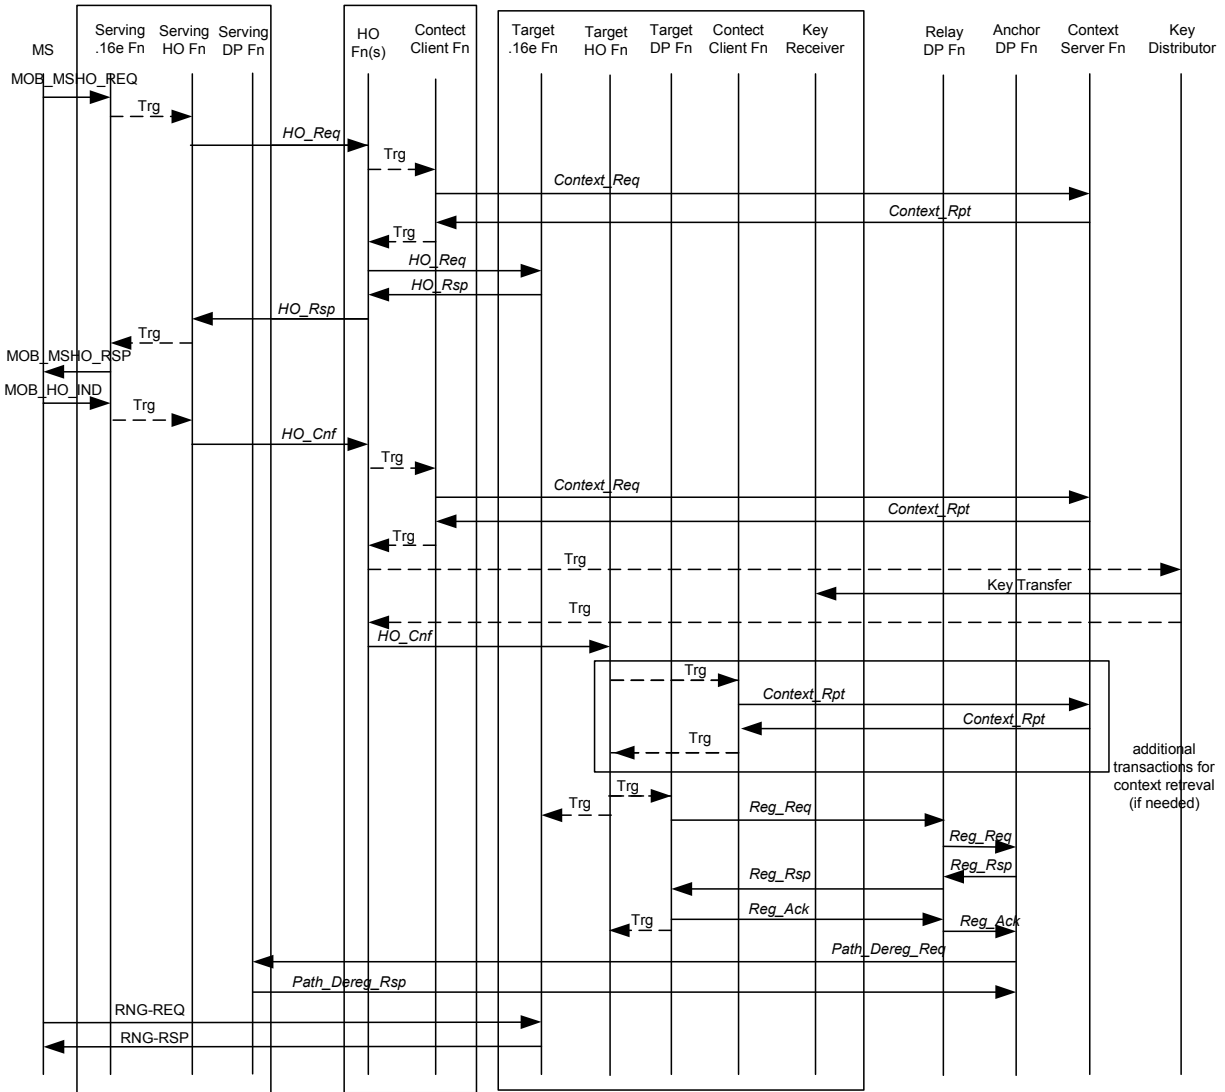 MS
Serving
.16e Fn
Serving
HO Fn
Serving
DP Fn
HO
Fn(s)
Contect
Client Fn
Target
.16e Fn
Target
HO Fn
Target
DP Fn
Contect
Client Fn
Key
Receiver
Relay
DP Fn
Anchor
DP Fn
Context
Server Fn
Key
Distributor
MOB_MSHO_REQ
Trg
HO_Req
Trg
Context_Req
Context_Rpt
Trg
HO_Req
HO_Rsp
HO_Rsp
Trg
MOB_MSHO_RSP
MOB_HO_IND
Trg
HO_Cnf
Trg
Context_Req
Context_Rpt
Trg
Trg
Key Transfer
Trg
HO_Cnf
Trg
Context_Rpt
Context_Rpt
Trg
additional
transactions for
context retreval
(if needed)
Trg
Trg
Reg_Req
Reg_Req
Reg_Rsp
Reg_Rsp
Reg_Ack
Trg
Reg_Ack
Path_Dereg_Req
Path_Dereg_Rsp
RNG-REQ
RNG-RSP